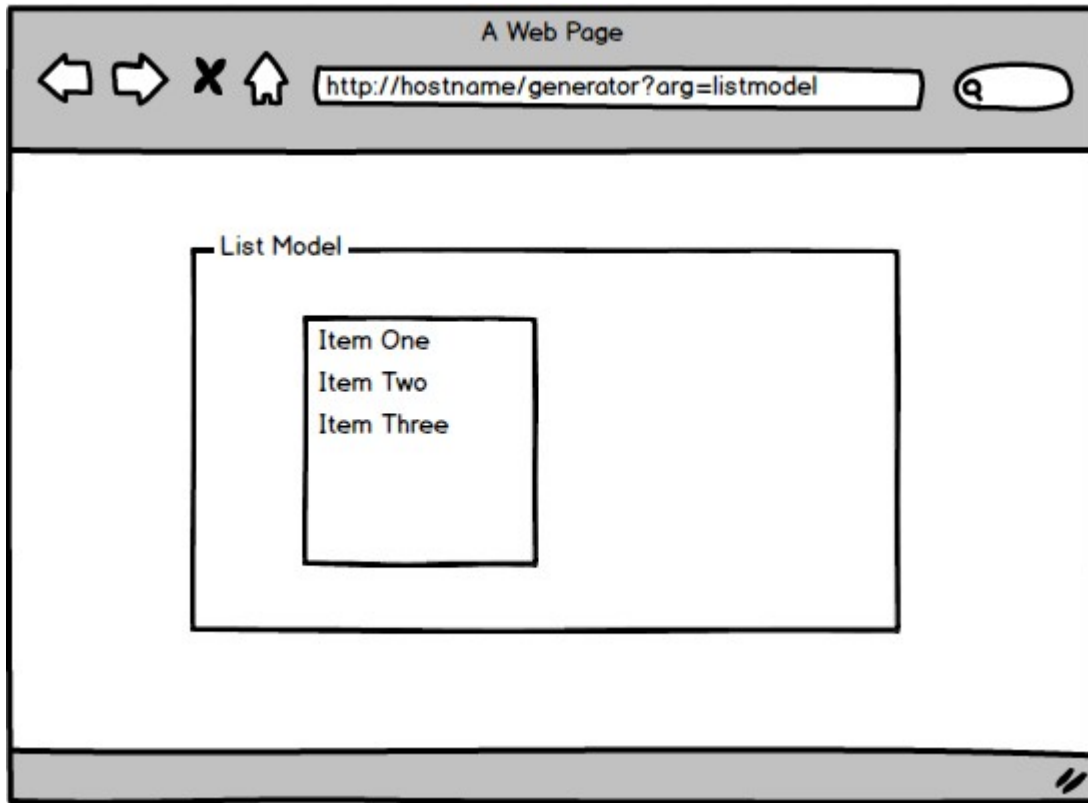 A Web Page
http://hostname/generator?arg=listmodel
List Model
Item One
Item Two
Item Three